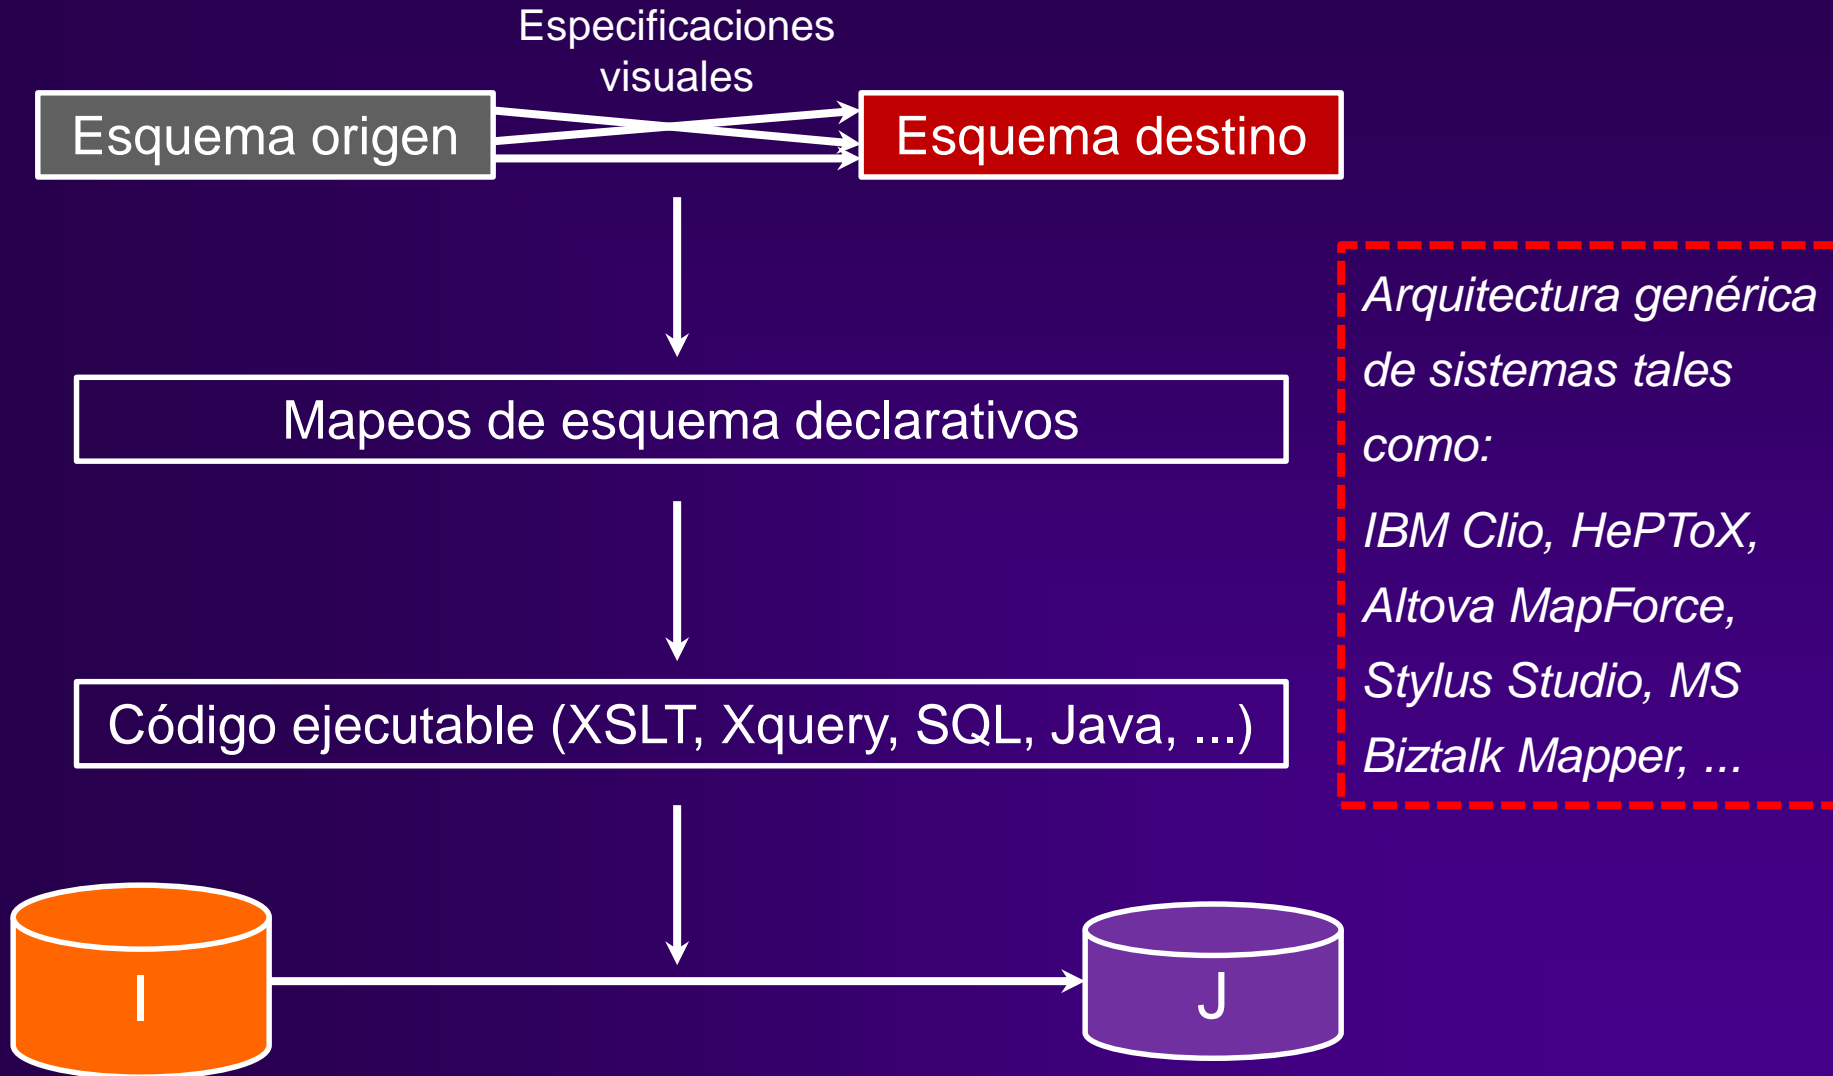 Especificaciones
visuales
Esquema origen
Esquema destino
Mapeos de esquema declarativos
Código ejecutable (XSLT, Xquery, SQL, Java, ...)
Arquitectura genérica
de sistemas tales
como:
IBM Clio, HePToX,
Altova MapForce,
Stylus Studio, MS
Biztalk Mapper, ...
I
J